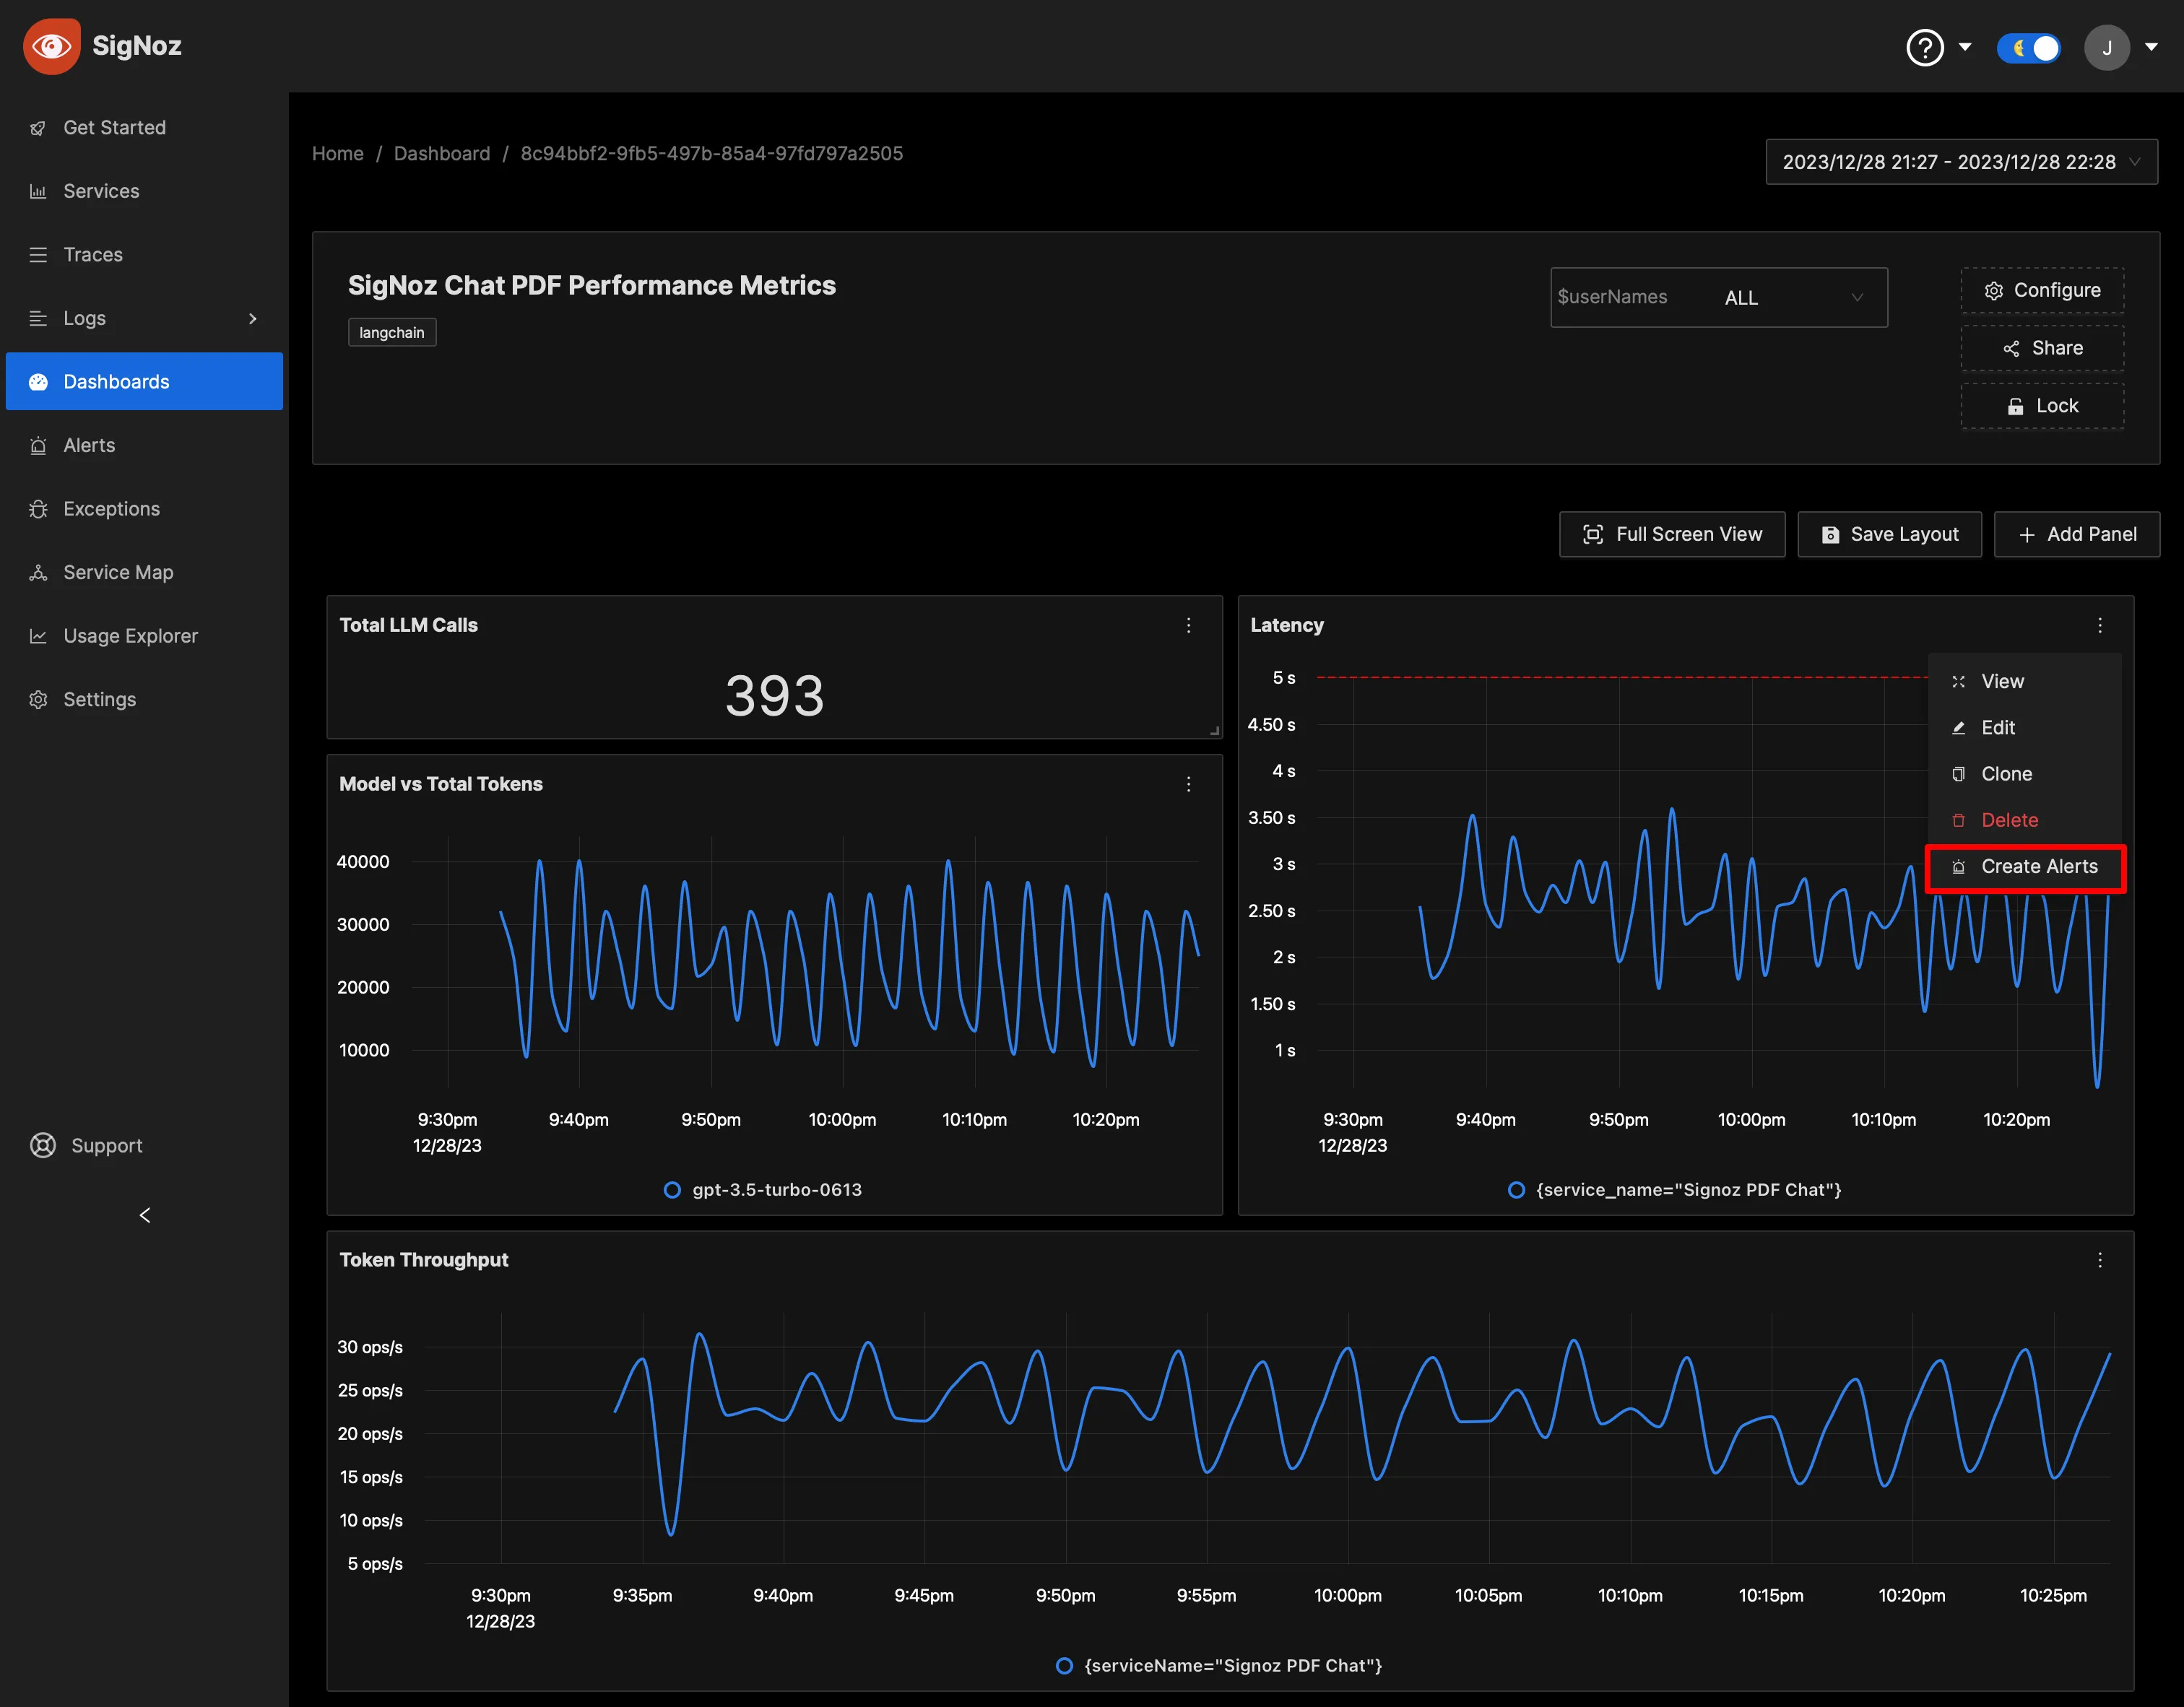 SigNoz
J
Get Started
Services
Traces
Logs
Dashboards
Alerts
Exceptions
Service Map
Usage Explorer
Settings
Support
Home / Dashboard / 8c94bbf2-9fb5-497b-85a4-97fd797a2505
2023/12/28 21:27 - 2023/12/28 22:28
SigNoz Chat PDF Performance Metrics
langchain
$userNames ALL
Configure
Share
Lock
Full Screen View
Save Layout
Add Panel
Total LLM Calls
393
Model vs Total Tokens
40000
30000
20000
10000
9:30pm 9:40pm 9:50pm 10:00pm 10:10pm 10:20pm
12/28/23
gpt-3.5-turbo-0613
Latency
5 s
4.50 s
4 s
3.50 s
3 s
2.50 s
2 s
1.50 s
1 s
9:30pm 9:40pm 9:50pm 10:00pm 10:10pm 10:20pm
12/28/23
{service_name="Signoz PDF Chat"}
View
Edit
Clone
Delete
Create Alerts
Token Throughput
30 ops/s
25 ops/s
20 ops/s
15 ops/s
10 ops/s
5 ops/s
9:30pm 9:35pm 9:40pm 9:45pm 9:50pm 9:55pm 10:00pm 10:05pm 10:10pm 10:15pm 10:20pm 10:25pm
12/28/23
{serviceName="Signoz PDF Chat"}